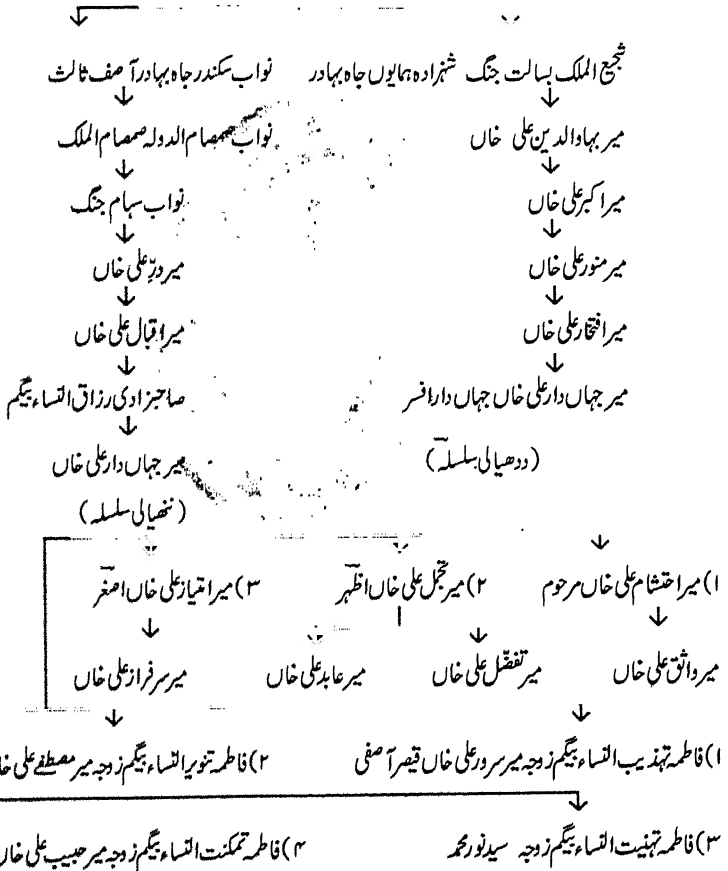 شجیع الملک بسالت جنگ شہزادہ ہمایوں جاہ بہادر نواب سکندر جاہ بہادر آصف ثالث
میر بہاؤالدین علی خاں نواب صمصام الدولہ صمصام الملک
میر اکبر علی خاں نواب سہام جنگ
میر منور علی خاں میر درّ علی خاں
میر افتخار علی خاں میر اقبال علی خاں
میر جہاں دار علی خاں جہاں دار افسر صاحبزادی رزاق النساء بیگم
(ددھیالی سلسلہ) میر جہاں دار علی خاں
(ننھیالی سلسلہ)
۱) میر احتشام علی خاں مرحوم ۲) میر تجمل علی خاں اظہر ۳) میر امتیاز علی خاں اصغر
میر واثق علی خاں میر تفضّل علی خاں میر عابد علی خاں میر سرفراز علی خاں
۱) فاطمہ تہذیب النساء بیگم زوجہ میر سرور علی خاں قیصر آصفی ۲) فاطمہ تنویر النساء بیگم زوجہ میر مصطفےٰ علی خاں
۳) فاطمہ تہنیت النساء بیگم زوجہ سید نور محمد ۴) فاطمہ تمکنت النساء بیگم زوجہ میر حبیب علی خاں